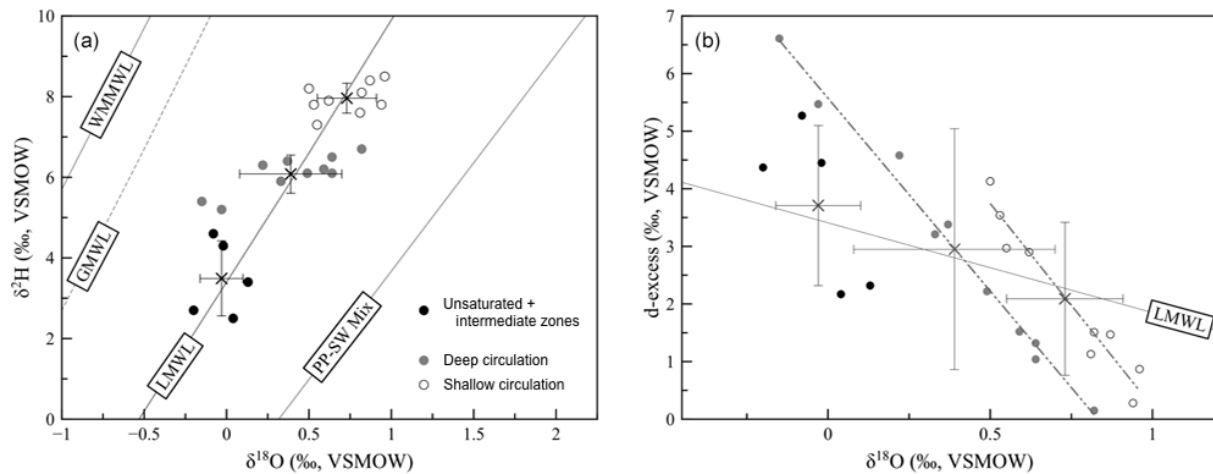 (a)
10
8
6
4
2
0
δ²H (‰, VSMOW)
WMMWL
GMWL
LMWL
PP-SW Mix
Unsaturated +
intermediate zones
Deep circulation
Shallow circulation
−1
−0.5
0
0.5
1
1.5
2
δ¹⁸O (‰, VSMOW)
(b)
7
6
5
4
3
2
1
0
d-excess (‰, VSMOW)
LMWL
0
0.5
1
δ¹⁸O (‰, VSMOW)